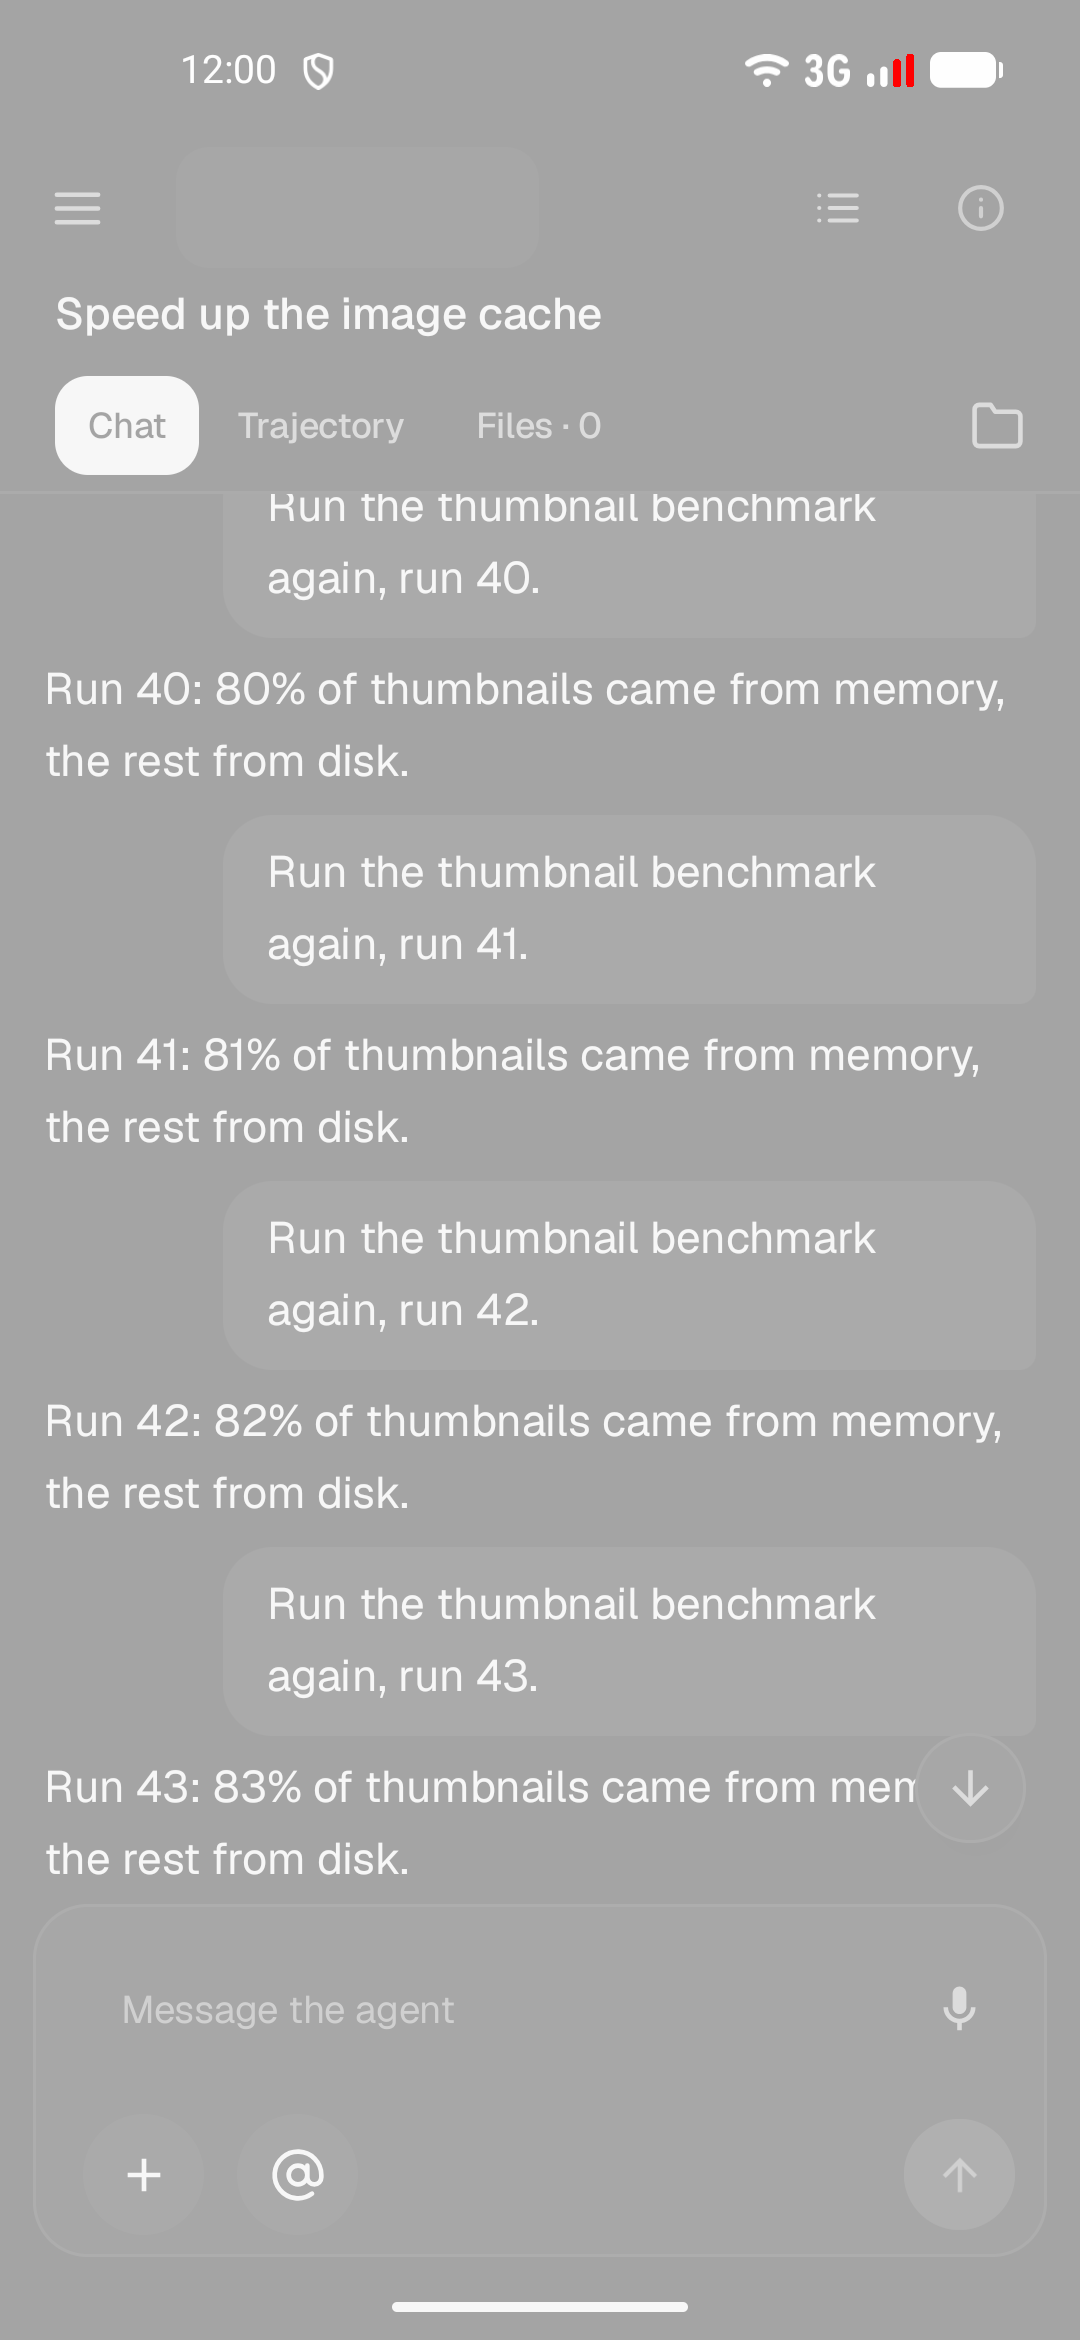 12:00
3G
Speed up the image cache
Chat
Trajectory
Files · 0
Run the thumbnail benchmark
again, run 40.
Run 40: 80% of thumbnails came from memory,
the rest from disk.
Run the thumbnail benchmark
again, run 41.
Run 41: 81% of thumbnails came from memory,
the rest from disk.
Run the thumbnail benchmark
again, run 42.
Run 42: 82% of thumbnails came from memory,
the rest from disk.
Run the thumbnail benchmark
again, run 43.
Run 43: 83% of thumbnails came from
the rest from disk.
Message the agent